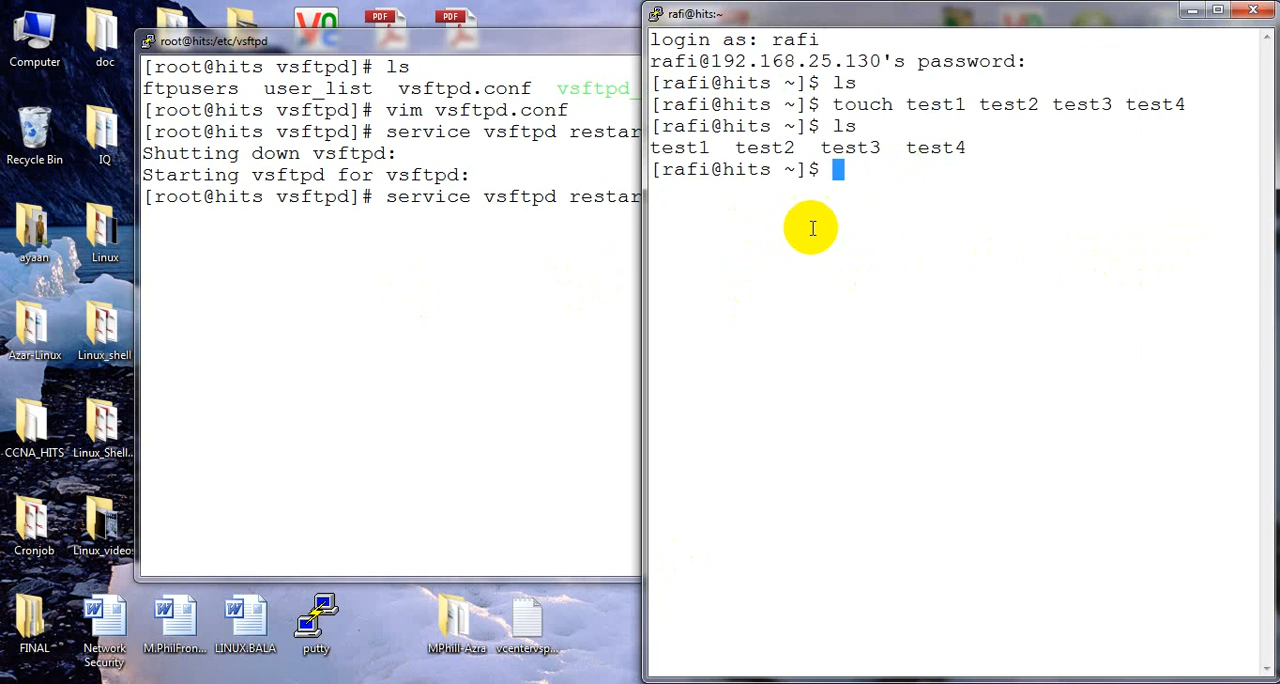 Computer
doc
Recycle Bin
IQ
ayaan
Linux
Azar-Linux
Linux_shell
CCNA_HITS
Linux_Shell...
Cronjob
Linux_videos
FINAL
Network Security
M.PhilFron...
LINUX.BALA
putty
MPhill-Azra
vcentervsp...
PDF
PDF
root@hits:/etc/vsftpd
[root@hits vsftpd]# ls
ftpusers user_list vsftpd.conf vsftpd_
[root@hits vsftpd]# vim vsftpd.conf
[root@hits vsftpd]# service vsftpd restar
Shutting down vsftpd:
Starting vsftpd for vsftpd:
[root@hits vsftpd]# service vsftpd restar
rafi@hits:~
login as: rafi
rafi@192.168.25.130's password:
[rafi@hits ~]$ ls
[rafi@hits ~]$ touch test1 test2 test3 test4
[rafi@hits ~]$ ls
test1 test2 test3 test4
[rafi@hits ~]$